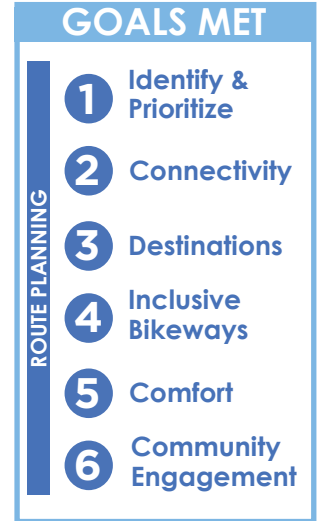 GOALS MET
ROUTE PLANNING
1 Identify &
Prioritize
2 Connectivity
3 Destinations
4 Inclusive
Bikeways
5 Comfort
6 Community
Engagement